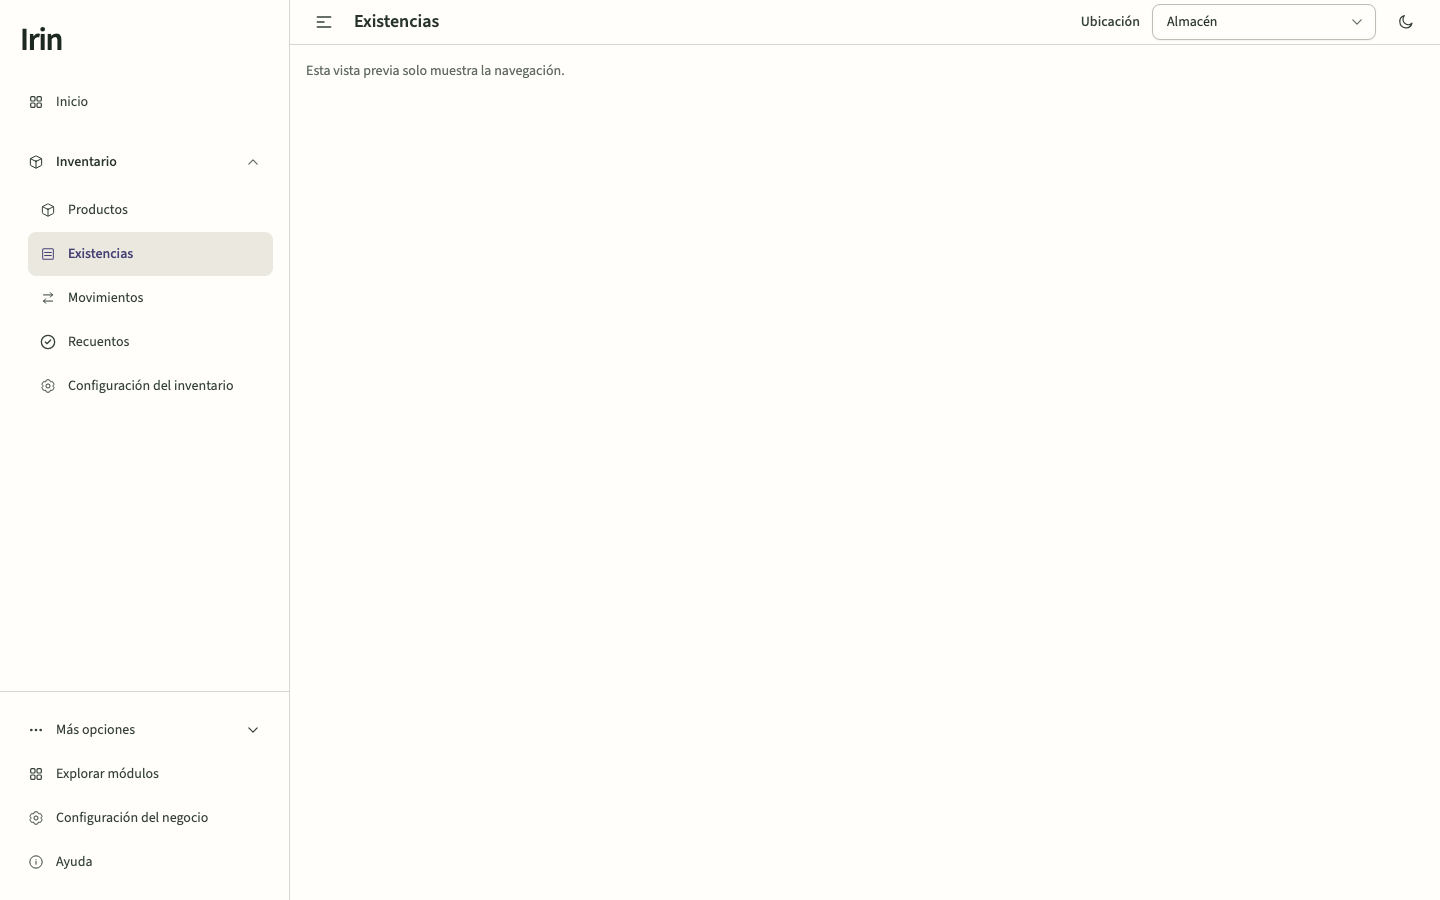 Irin
Inicio
Inventario
Productos
Existencias
Movimientos
Recuentos
Configuración del inventario
Más opciones
Explorar módulos
Configuración del negocio
Ayuda
Existencias
Ubicación
Almacén
Esta vista previa solo muestra la navegación.